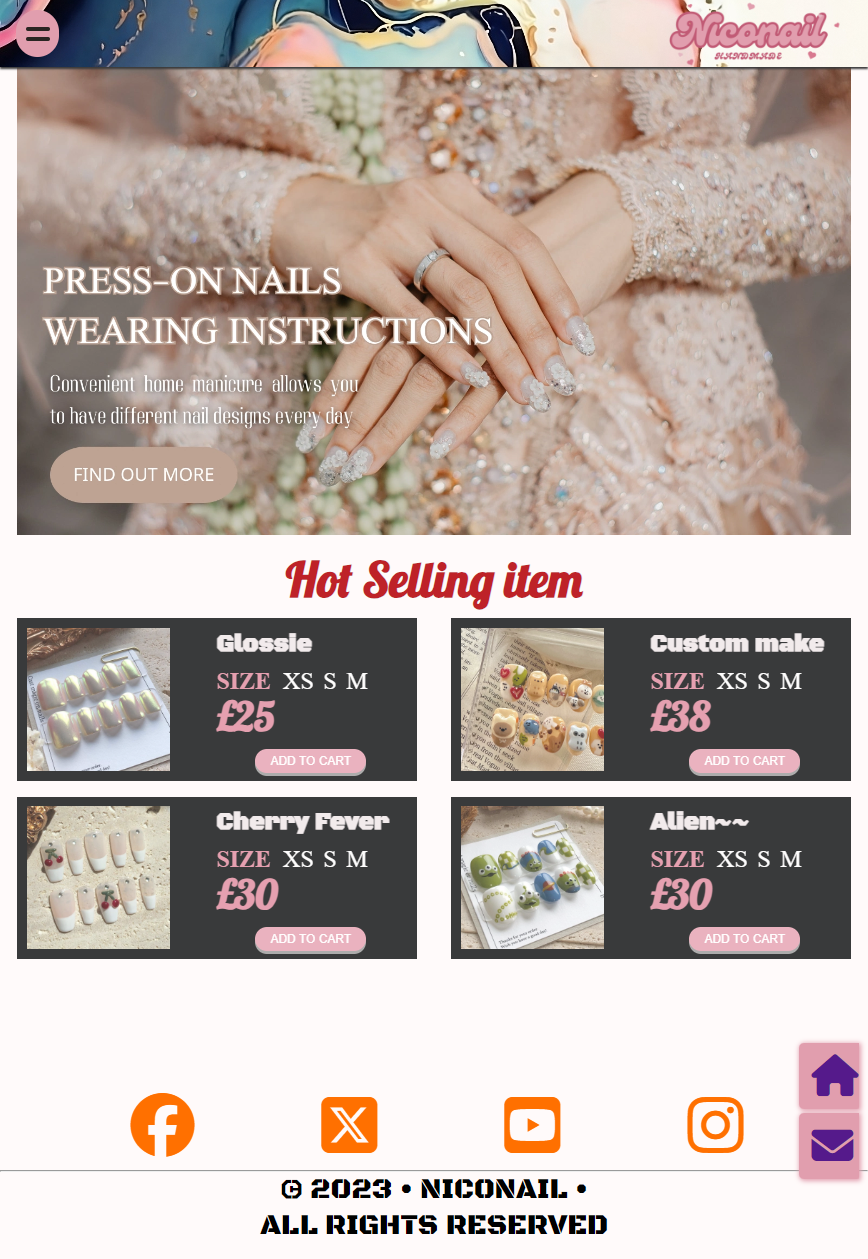 Niconail
HANDMADE
PRESS-ON NAILS
WEARING INSTRUCTIONS
Convenient home manicure allows you
to have different nail designs every day
FIND OUT MORE
Hot Selling item
Glossie
SIZE XS S M
£25
ADD TO CART
Custom make
SIZE XS S M
£38
ADD TO CART
Cherry Fever
SIZE XS S M
£30
ADD TO CART
Alien~~
SIZE XS S M
£30
ADD TO CART
© 2023 • NICONAIL •
ALL RIGHTS RESERVED